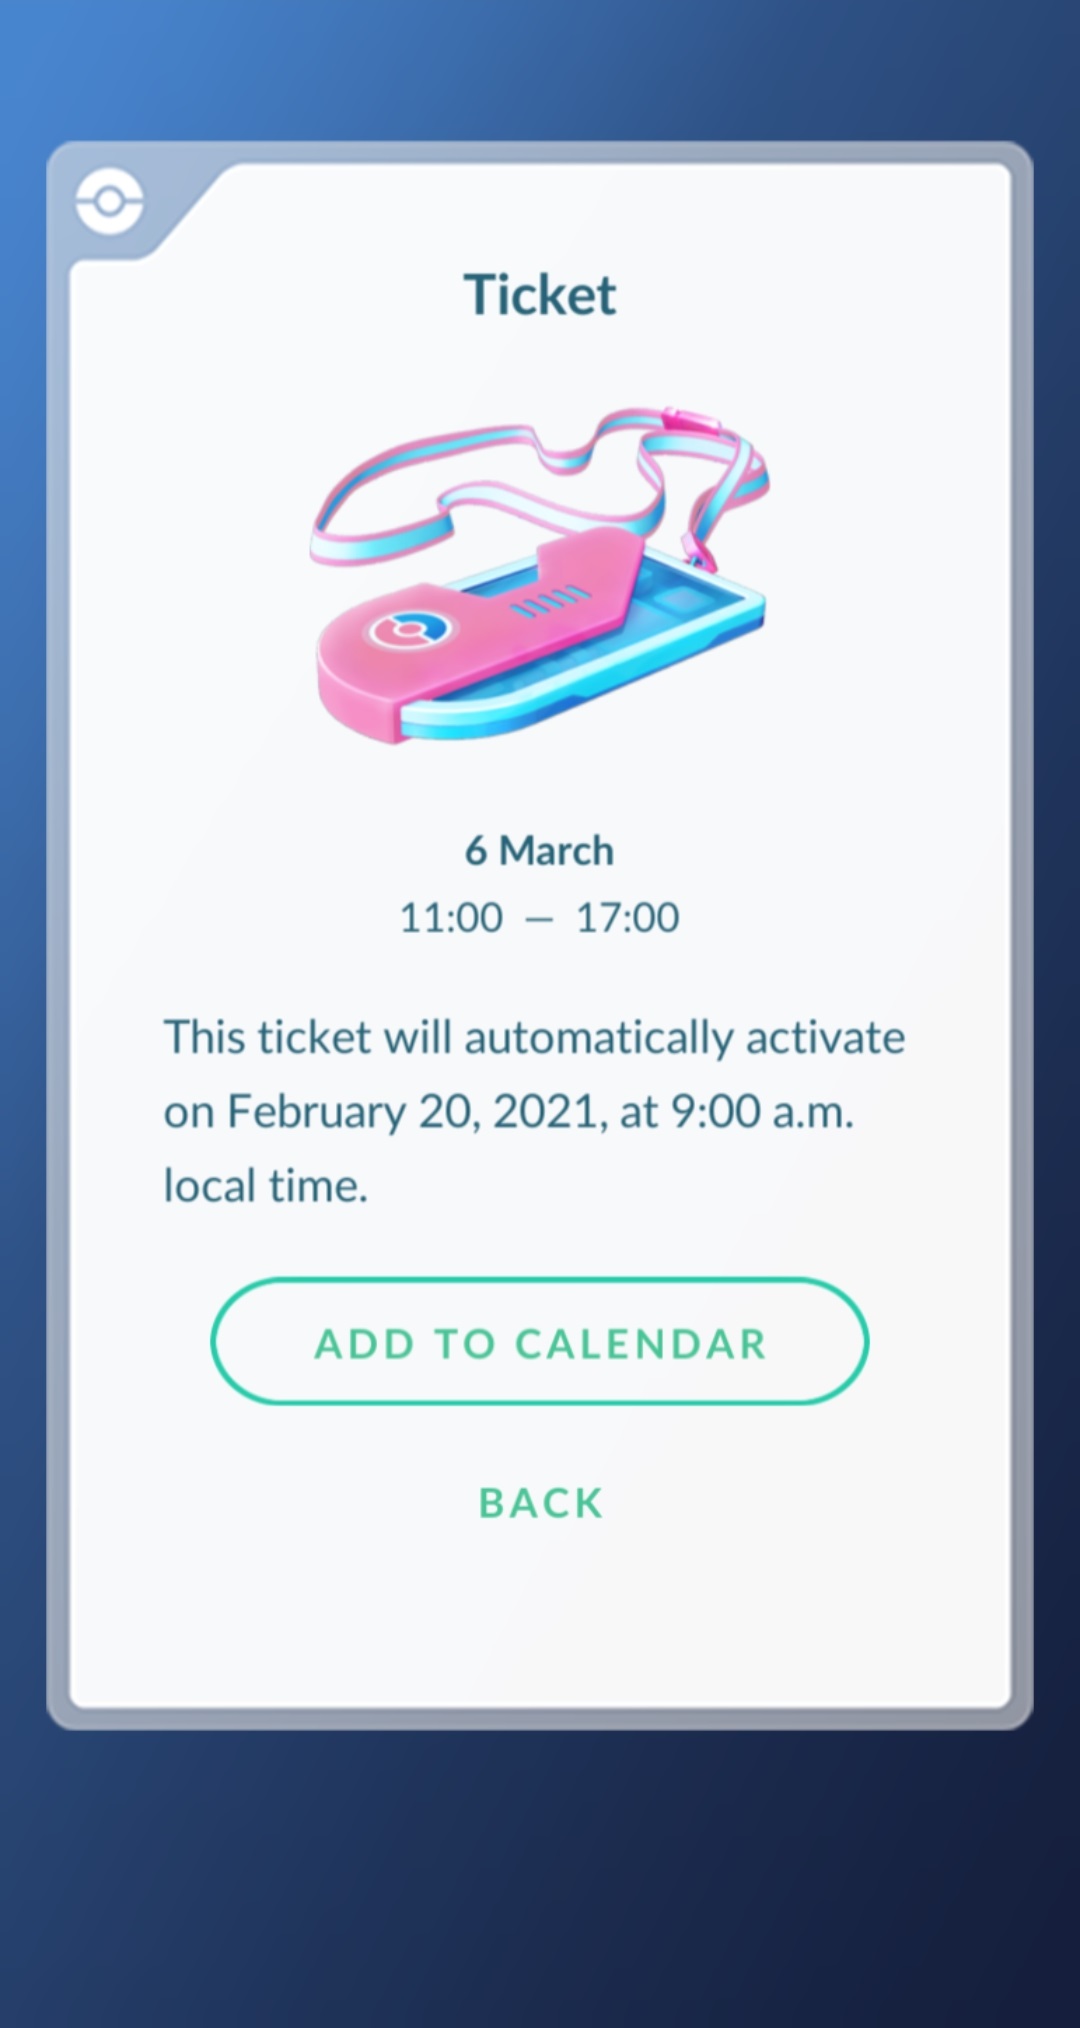 Ticket
6 March
11:00 — 17:00
This ticket will automatically activate
on February 20, 2021, at 9:00 a.m.
local time.
ADD TO CALENDAR
BACK